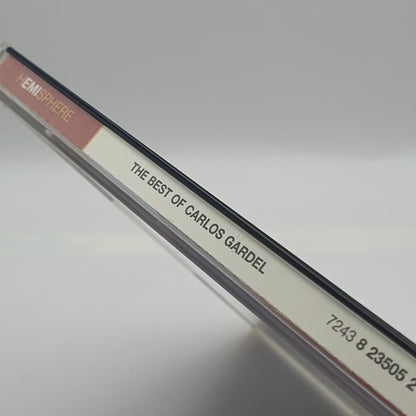 HEMISPHERE
THE BEST OF CARLOS GARDEL
7243 8 23505 2